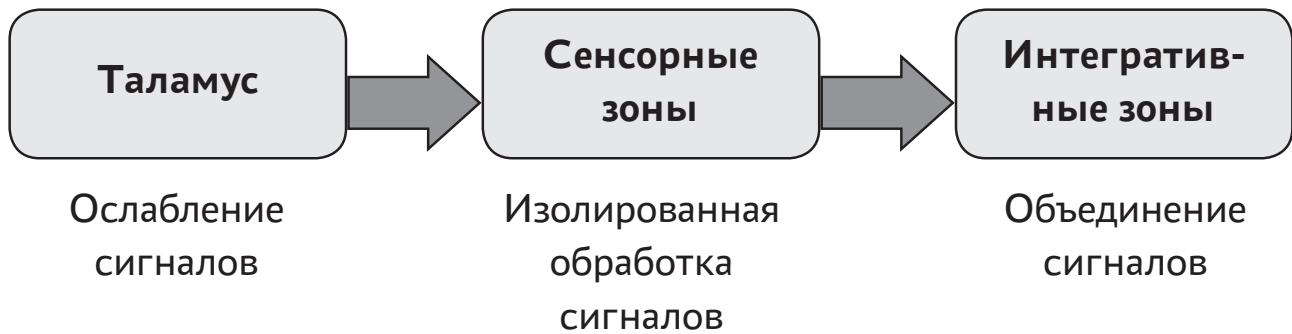 Таламус
Ослабление
сигналов
Сенсорные
зоны
Изолированная
обработка
сигналов
Интегратив-
ные зоны
Объединение
сигналов